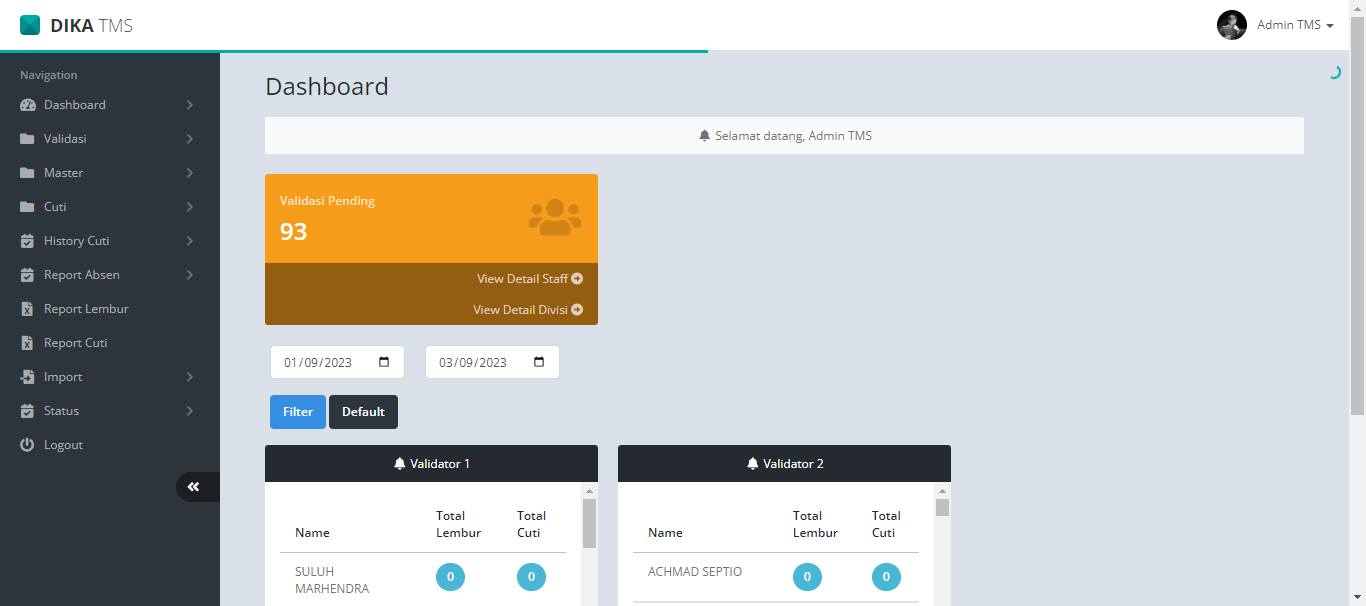 DIKA TMS
Admin TMS
Navigation
Dashboard
Validasi
Master
Cuti
History Cuti
Report Absen
Report Lembur
Report Cuti
Import
Status
Logout
Dashboard
Selamat datang, Admin TMS
Validasi Pending
93
View Detail Staff
View Detail Divisi
01/09/2023
03/09/2023
Filter
Default
Validator 1
Name
Total
Lembur
Total
Cuti
SULUH
MARHENDRA
0
0
Validator 2
Name
Total
Lembur
Total
Cuti
ACHMAD SEPTIO
0
0